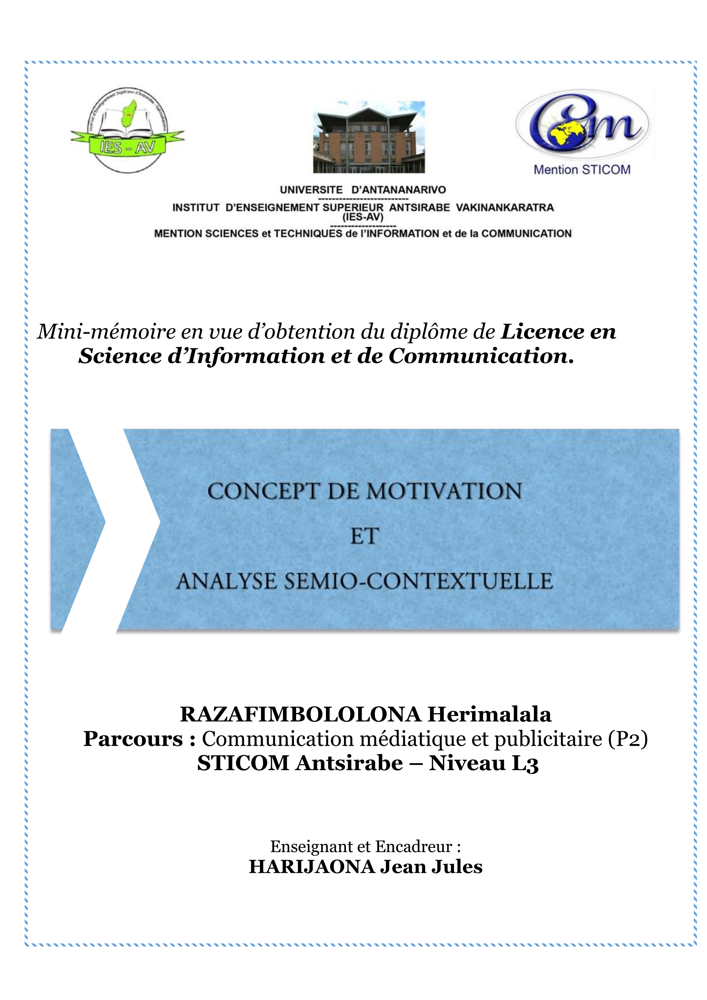 Institut d'Enseignement Supérieur d'Antsirabe - Vakinakaratra
IES - AV
Com
Mention STICOM
UNIVERSITE D'ANTANANARIVO
--------------------------
INSTITUT D'ENSEIGNEMENT SUPERIEUR ANTSIRABE VAKINANKARATRA
(IES-AV)
-------------------
MENTION SCIENCES et TECHNIQUES de l'INFORMATION et de la COMMUNICATION
Mini-mémoire en vue d'obtention du diplôme de Licence en
Science d'Information et de Communication.
CONCEPT DE MOTIVATION
ET
ANALYSE SEMIO-CONTEXTUELLE
RAZAFIMBOLOLONA Herimalala
Parcours : Communication médiatique et publicitaire (P2)
STICOM Antsirabe – Niveau L3
Enseignant et Encadreur :
HARIJAONA Jean Jules